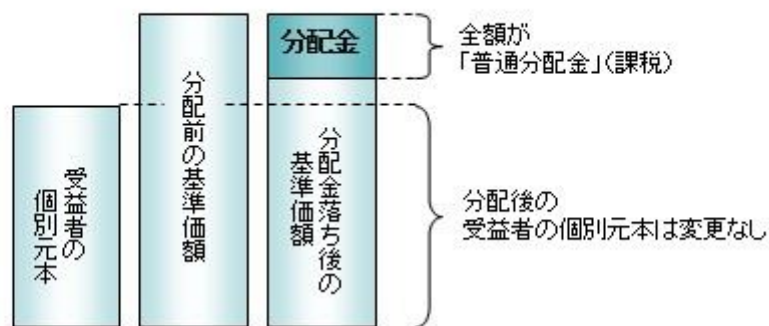 受益者の
個別元本
分配前の基準価額
分配金
分配金落ち後の
基準価額
全額が
「普通分配金」(課税)
分配後の
受益者の個別元本は変更なし